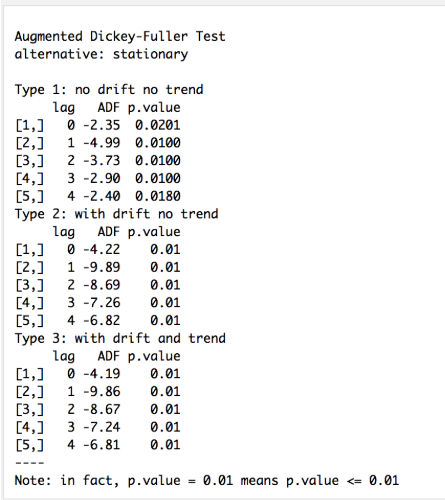 Augmented Dickey-Fuller Test
alternative: stationary

Type 1: no drift no trend
     lag   ADF p.value
[1,]   0 -2.35  0.0201
[2,]   1 -4.99  0.0100
[3,]   2 -3.73  0.0100
[4,]   3 -2.90  0.0100
[5,]   4 -2.40  0.0180
Type 2: with drift no trend
     lag   ADF p.value
[1,]   0 -4.22    0.01
[2,]   1 -9.89    0.01
[3,]   2 -8.69    0.01
[4,]   3 -7.26    0.01
[5,]   4 -6.82    0.01
Type 3: with drift and trend
     lag   ADF p.value
[1,]   0 -4.19    0.01
[2,]   1 -9.86    0.01
[3,]   2 -8.67    0.01
[4,]   3 -7.24    0.01
[5,]   4 -6.81    0.01
----
Note: in fact, p.value = 0.01 means p.value <= 0.01